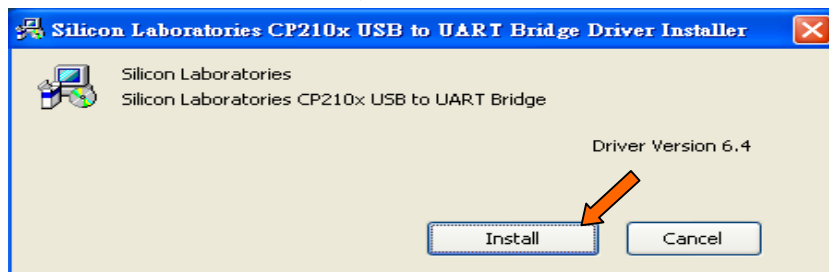 Silicon Laboratories CP210x USB to UART Bridge Driver Installer
Silicon Laboratories
Silicon Laboratories CP210x USB to UART Bridge
Driver Version 6.4
Install
Cancel